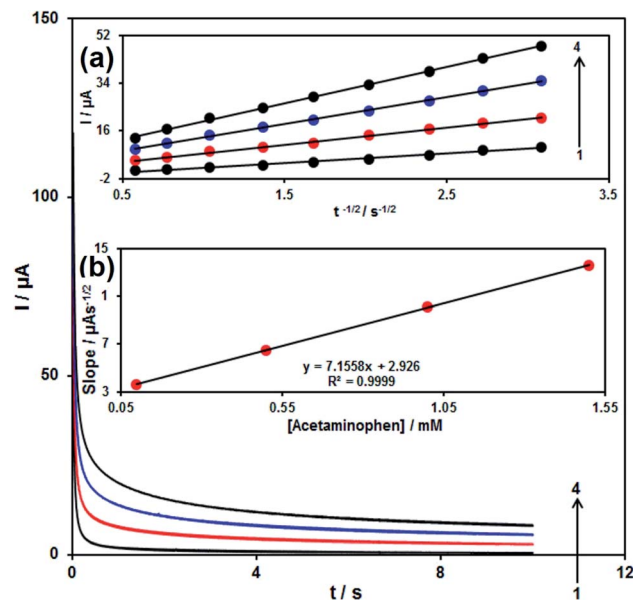 150
100
50
0
I / µA
(a)
52
34
16
-2
I / µA
4
1
0.5
1.5
2.5
3.5
t -1/2 / s-1/2
(b)
15
1
7
3
Slope / µAs-1/2
y = 7.1558x + 2.926
R² = 0.9999
0.05
0.55
1.05
1.55
[Acetaminophen] / mM
4
1
0
4
8
12
t / s